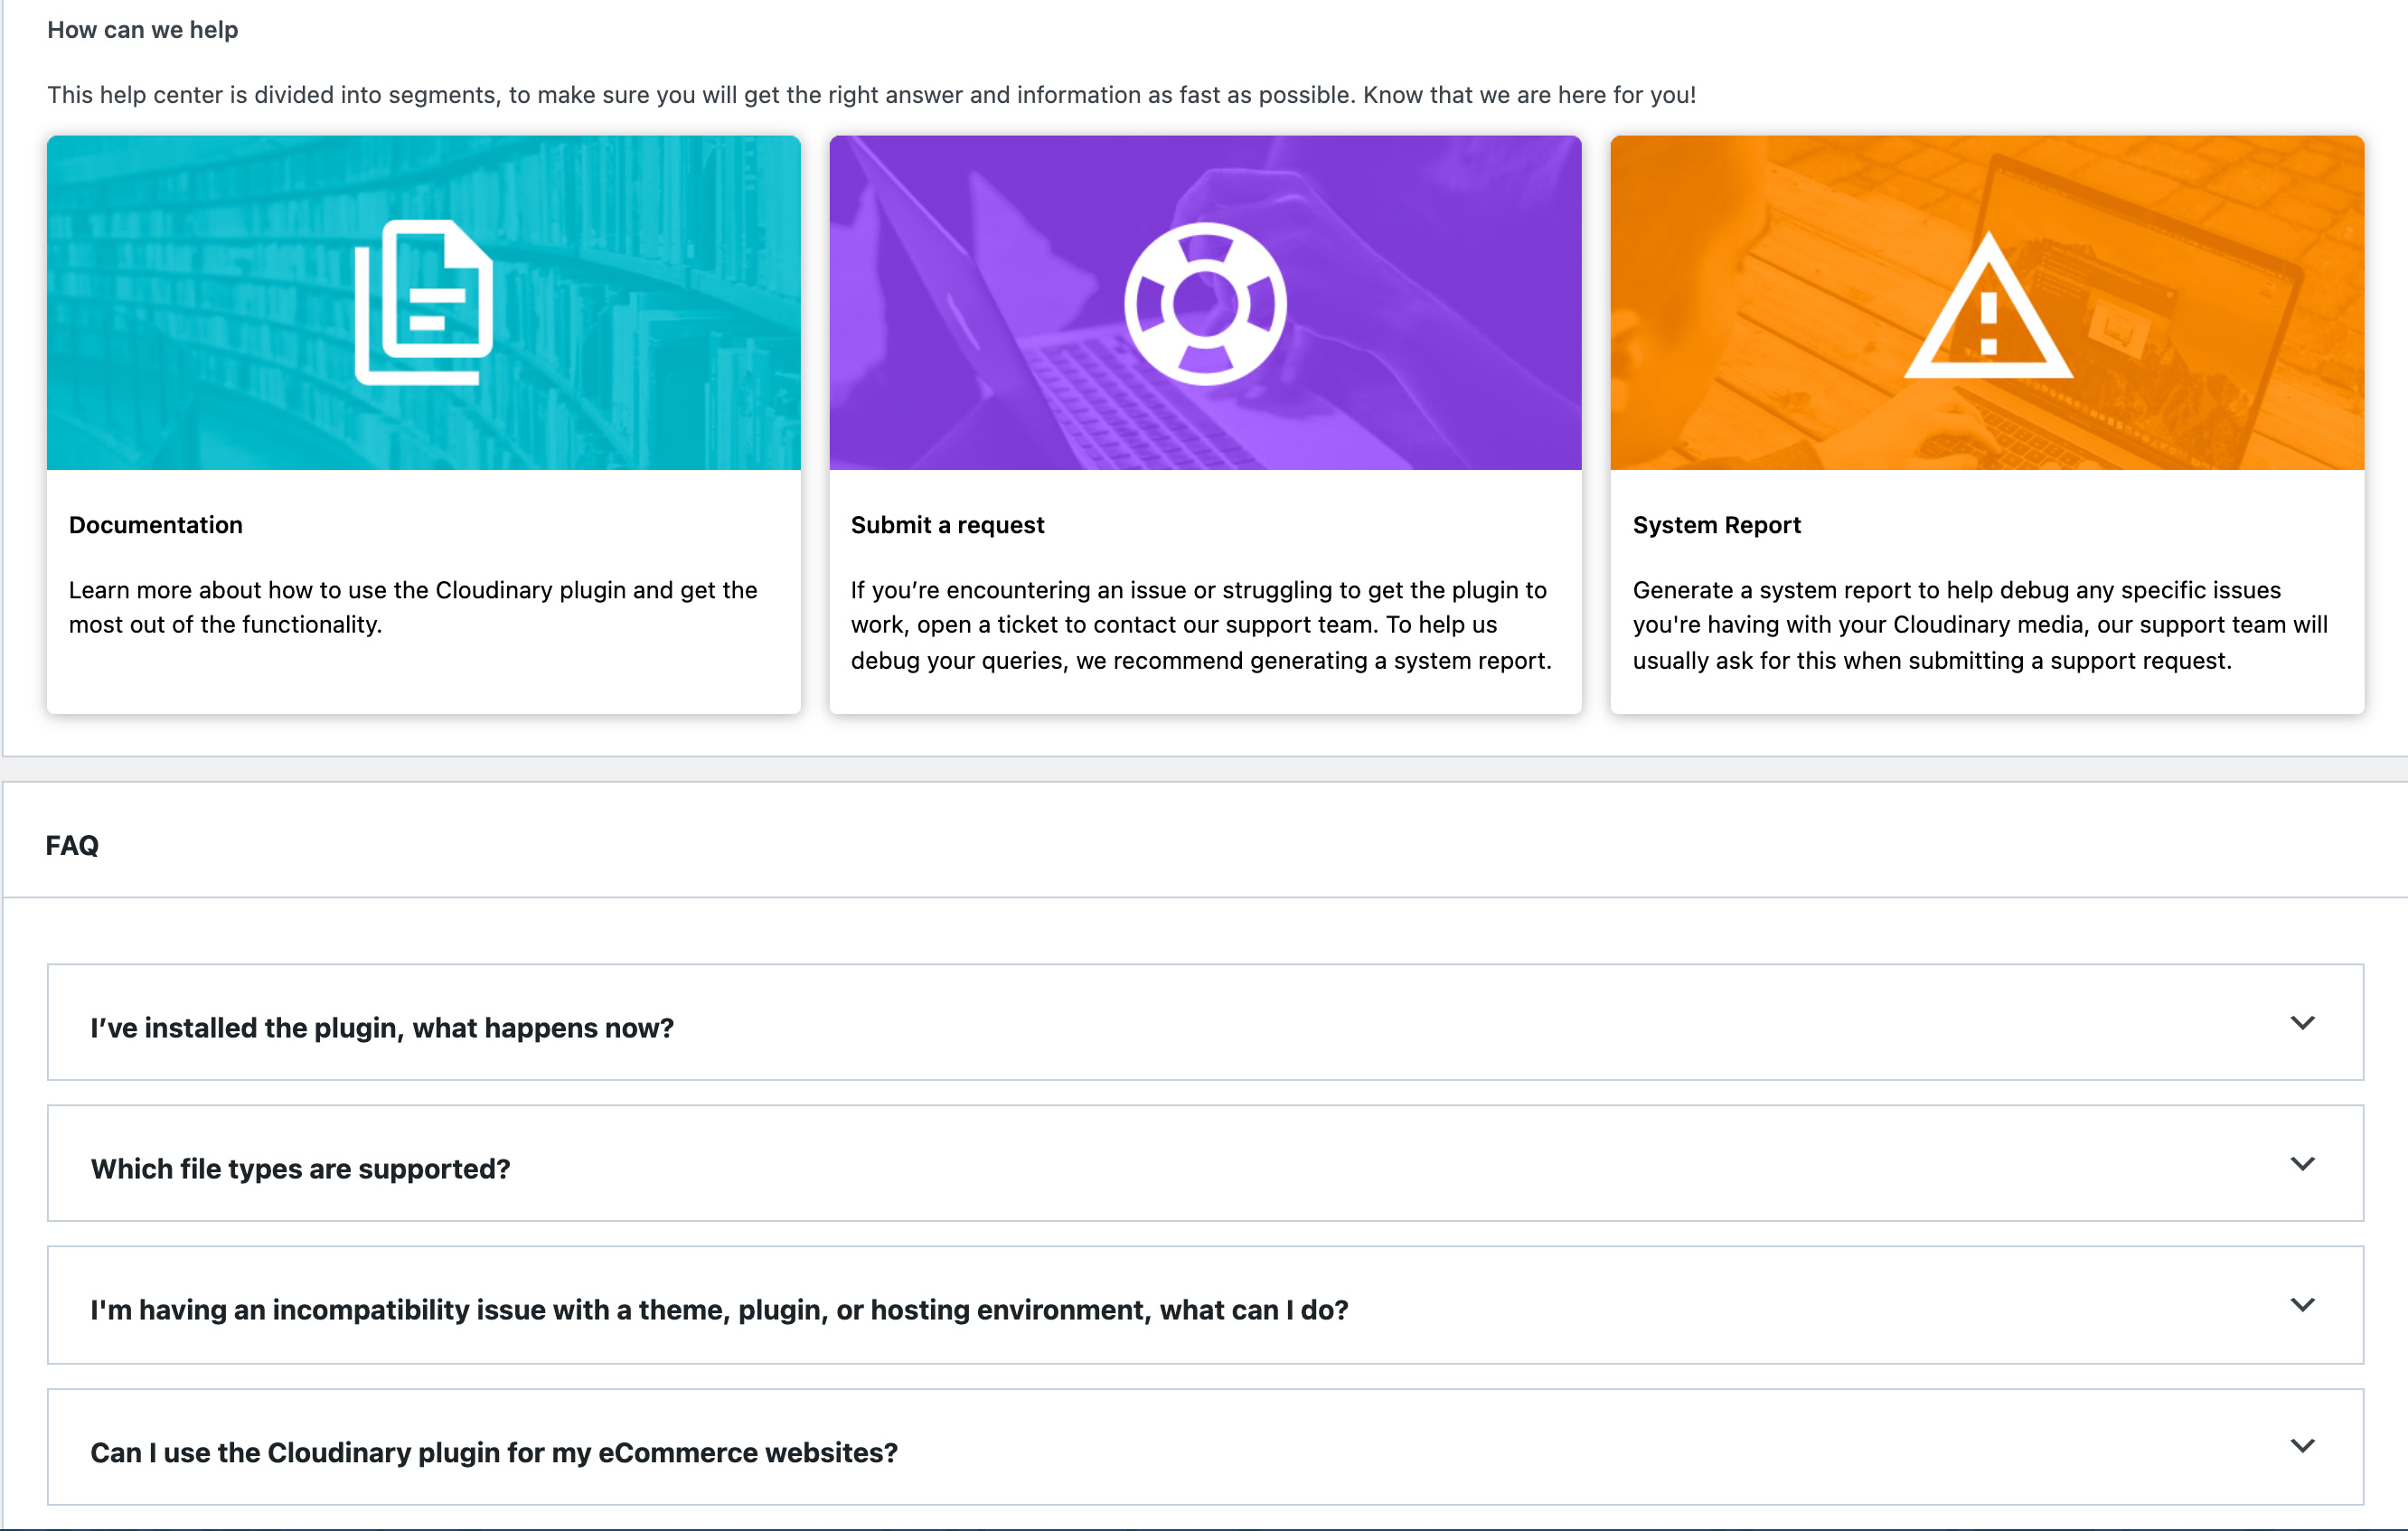 How can we help
This help center is divided into segments, to make sure you will get the right answer and information as fast as possible. Know that we are here for you!
Documentation
Learn more about how to use the Cloudinary plugin and get the
most out of the functionality.
Submit a request
If you’re encountering an issue or struggling to get the plugin to
work, open a ticket to contact our support team. To help us
debug your queries, we recommend generating a system report.
System Report
Generate a system report to help debug any specific issues
you're having with your Cloudinary media, our support team will
usually ask for this when submitting a support request.
FAQ
I’ve installed the plugin, what happens now?
Which file types are supported?
I'm having an incompatibility issue with a theme, plugin, or hosting environment, what can I do?
Can I use the Cloudinary plugin for my eCommerce websites?